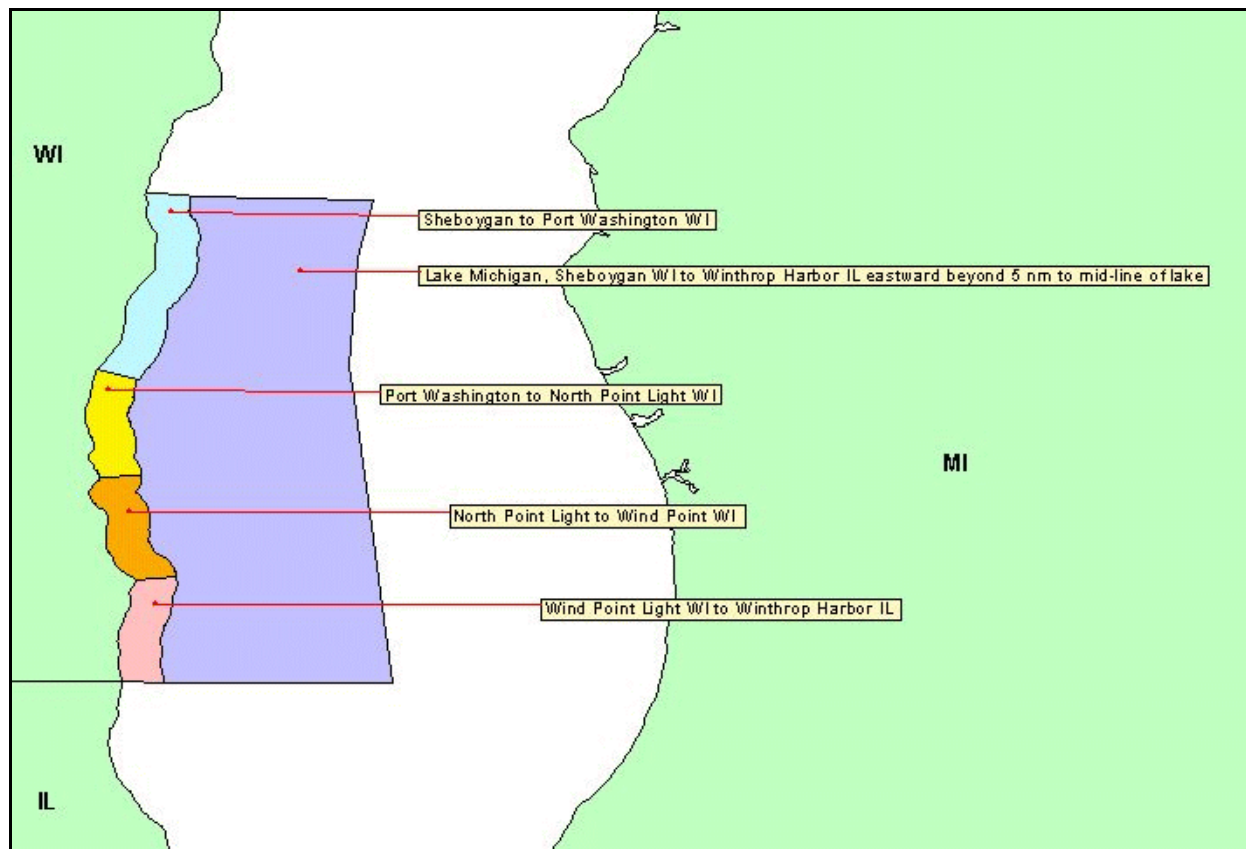 WI
Sheboygan to Port Washington WI
Lake Michigan, Sheboygan WI to Winthrop Harbor IL eastward beyond 5 nm to mid-line of lake
Port Washington to North Point Light WI
MI
North Point Light to Wind Point WI
Wind Point Light WI to Winthrop Harbor IL
IL